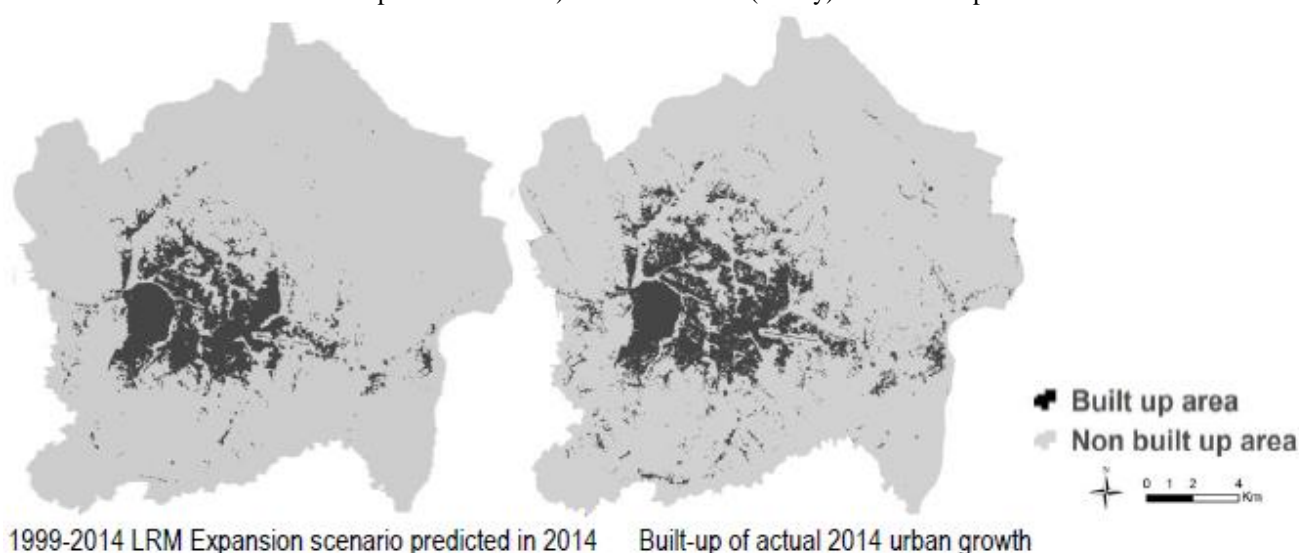 Built up area
Non built up area
N
0 1 2 4
Km
1999-2014 LRM Expansion scenario predicted in 2014
Built-up of actual 2014 urban growth